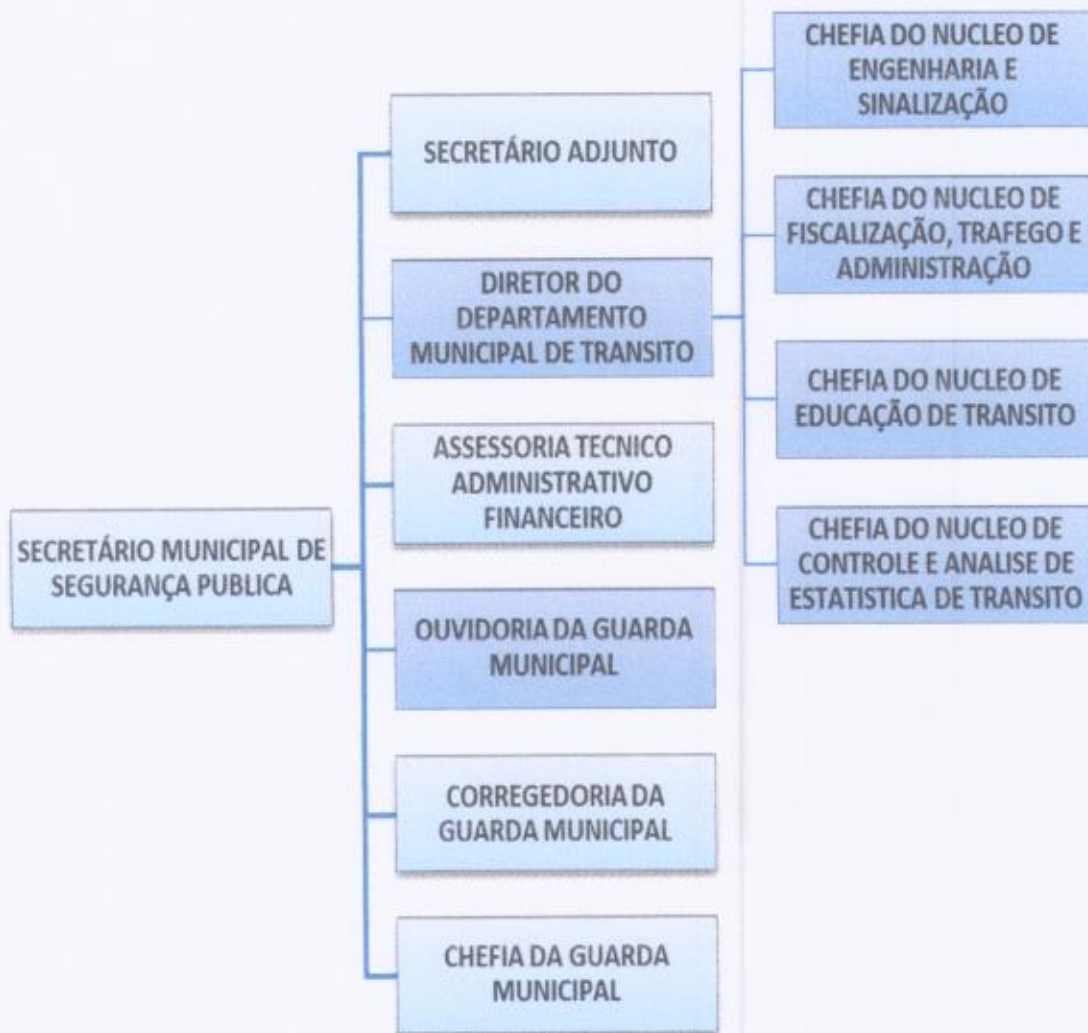 SECRETÁRIO MUNICIPAL DE
SEGURANÇA PUBLICA
SECRETÁRIO ADJUNTO
DIRETOR DO
DEPARTAMENTO
MUNICIPAL DE TRANSITO
ASSESSORIA TECNICO
ADMINISTRATIVO
FINANCEIRO
OUVIDORIA DA GUARDA
MUNICIPAL
CORREGEDORIA DA
GUARDA MUNICIPAL
CHEFIA DA GUARDA
MUNICIPAL
CHEFIA DO NUCLEO DE
ENGENHARIA E
SINALIZAÇÃO
CHEFIA DO NUCLEO DE
FISCALIZAÇÃO, TRAFEGO E
ADMINISTRAÇÃO
CHEFIA DO NUCLEO DE
EDUCAÇÃO DE TRANSITO
CHEFIA DO NUCLEO DE
CONTROLE E ANALISE DE
ESTATISTICA DE TRANSITO